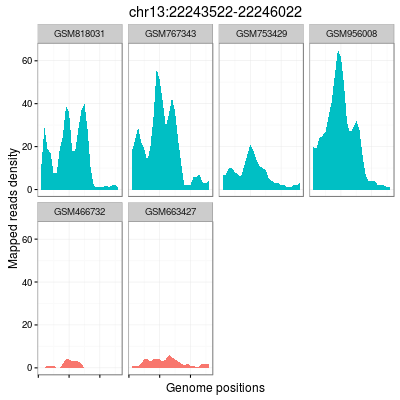 chr13:22243522-22246022
GSM818031 GSM767343 GSM753429 GSM956008
60
40
20
0
GSM466732 GSM663427
60
40
20
0
Mapped reads density
Genome positions